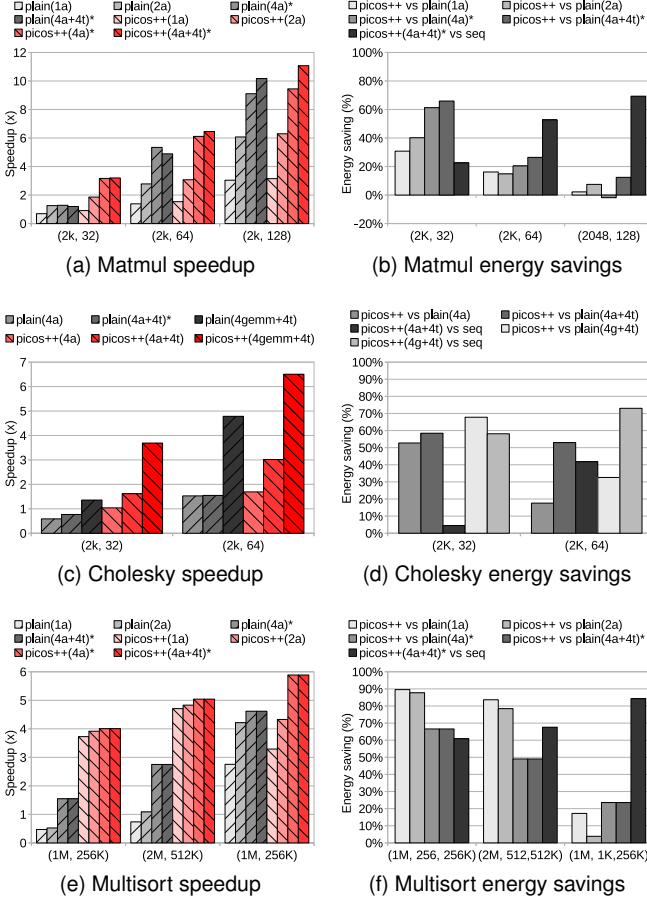 plain(1a) plain(2a) plain(4a)*
plain(4a+4t)* picos++(1a) picos++(2a)
picos++(4a)* picos++(4a+4t)*
12
10
8
6
4
2
0
Speedup (x)
(2k, 32) (2k, 64) (2k, 128)
(a) Matmul speedup
picos++ vs plain(1a) picos++ vs plain(2a)
picos++ vs plain(4a)* picos++ vs plain(4a+4t)*
picos++(4a+4t)* vs seq
100%
80%
60%
40%
20%
0%
-20%
Energy saving (%)
(2K, 32) (2K, 64) (2048, 128)
(b) Matmul energy savings
plain(4a) plain(4a+4t)* plain(4gemm+4t)
picos++(4a) picos++(4a+4t) picos++(4gemm+4t)
7
6
5
4
3
2
1
0
Speedup (x)
(2k, 32) (2k, 64)
(c) Cholesky speedup
picos++ vs plain(4a) picos++ vs plain(4a+4t)
picos++(4a+4t) vs seq picos++ vs plain(4g+4t)
picos++(4g+4t) vs seq
100%
90%
80%
70%
60%
50%
40%
30%
20%
10%
0%
Energy saving (%)
(2K, 32) (2K, 64)
(d) Cholesky energy savings
plain(1a) plain(2a) plain(4a)*
plain(4a+4t)* picos++(1a) picos++(2a)
picos++(4a)* picos++(4a+4t)*
6
5
4
3
2
1
0
Speedup (x)
(1M, 256K) (2M, 512K) (1M, 256K)
(e) Multisort speedup
picos++ vs plain(1a) picos++ vs plain(2a)
picos++ vs plain(4a)* picos++ vs plain(4a+4t)*
picos++(4a+4t)* vs seq
100%
90%
80%
70%
60%
50%
40%
30%
20%
10%
0%
Energy saving (%)
(1M, 256, 256K) (2M, 512,512K) (1M, 1K,256K)
(f) Multisort energy savings